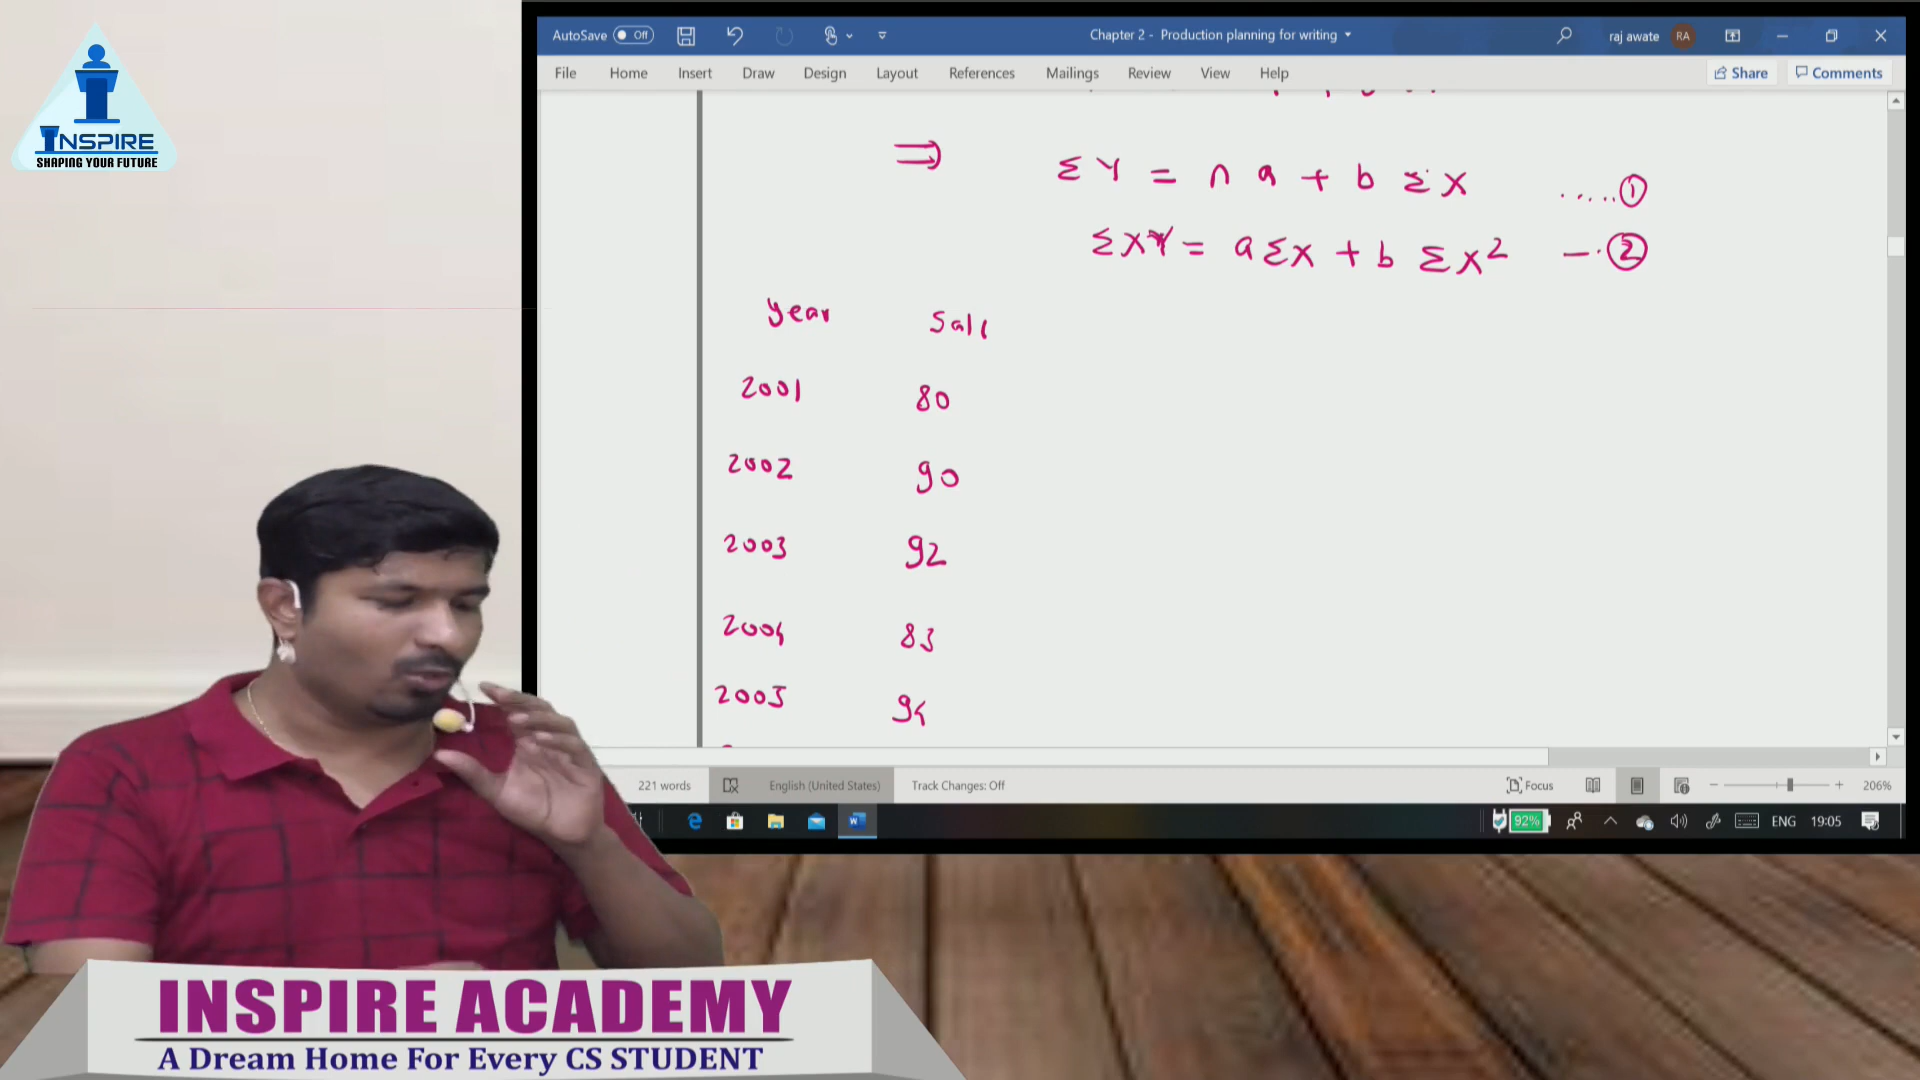 INSPIRE
SHAPING YOUR FUTURE
AutoSave Off
Chapter 2 - Production planning for writing
raj awate RA
File Home Insert Draw Design Layout References Mailings Review View Help Share Comments
⇒ ΣY = na + bΣX .....①
ΣXY = aΣX + bΣX² -.②
year Sale
2001 80
2002 90
2003 92
2004 83
2005 94
221 words English (United States) Track Changes: Off Focus 206%
92% ENG 19:05
INSPIRE ACADEMY
A Dream Home For Every CS STUDENT